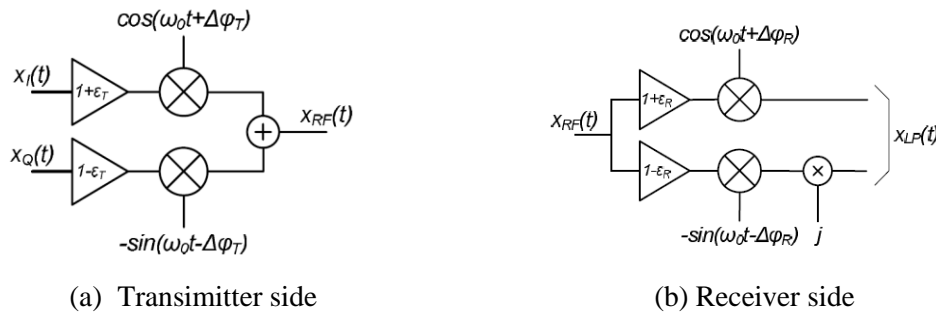 cos(ω₀t+Δφ_T)
x_I(t)
1+ε_T
x_RF(t)
x_Q(t)
1-ε_T
-sin(ω₀t-Δφ_T)
(a) Transimitter side
cos(ω₀t+Δφ_R)
1+ε_R
x_RF(t)
x_LP(t)
1-ε_R
-sin(ω₀t-Δφ_R)
j
(b) Receiver side